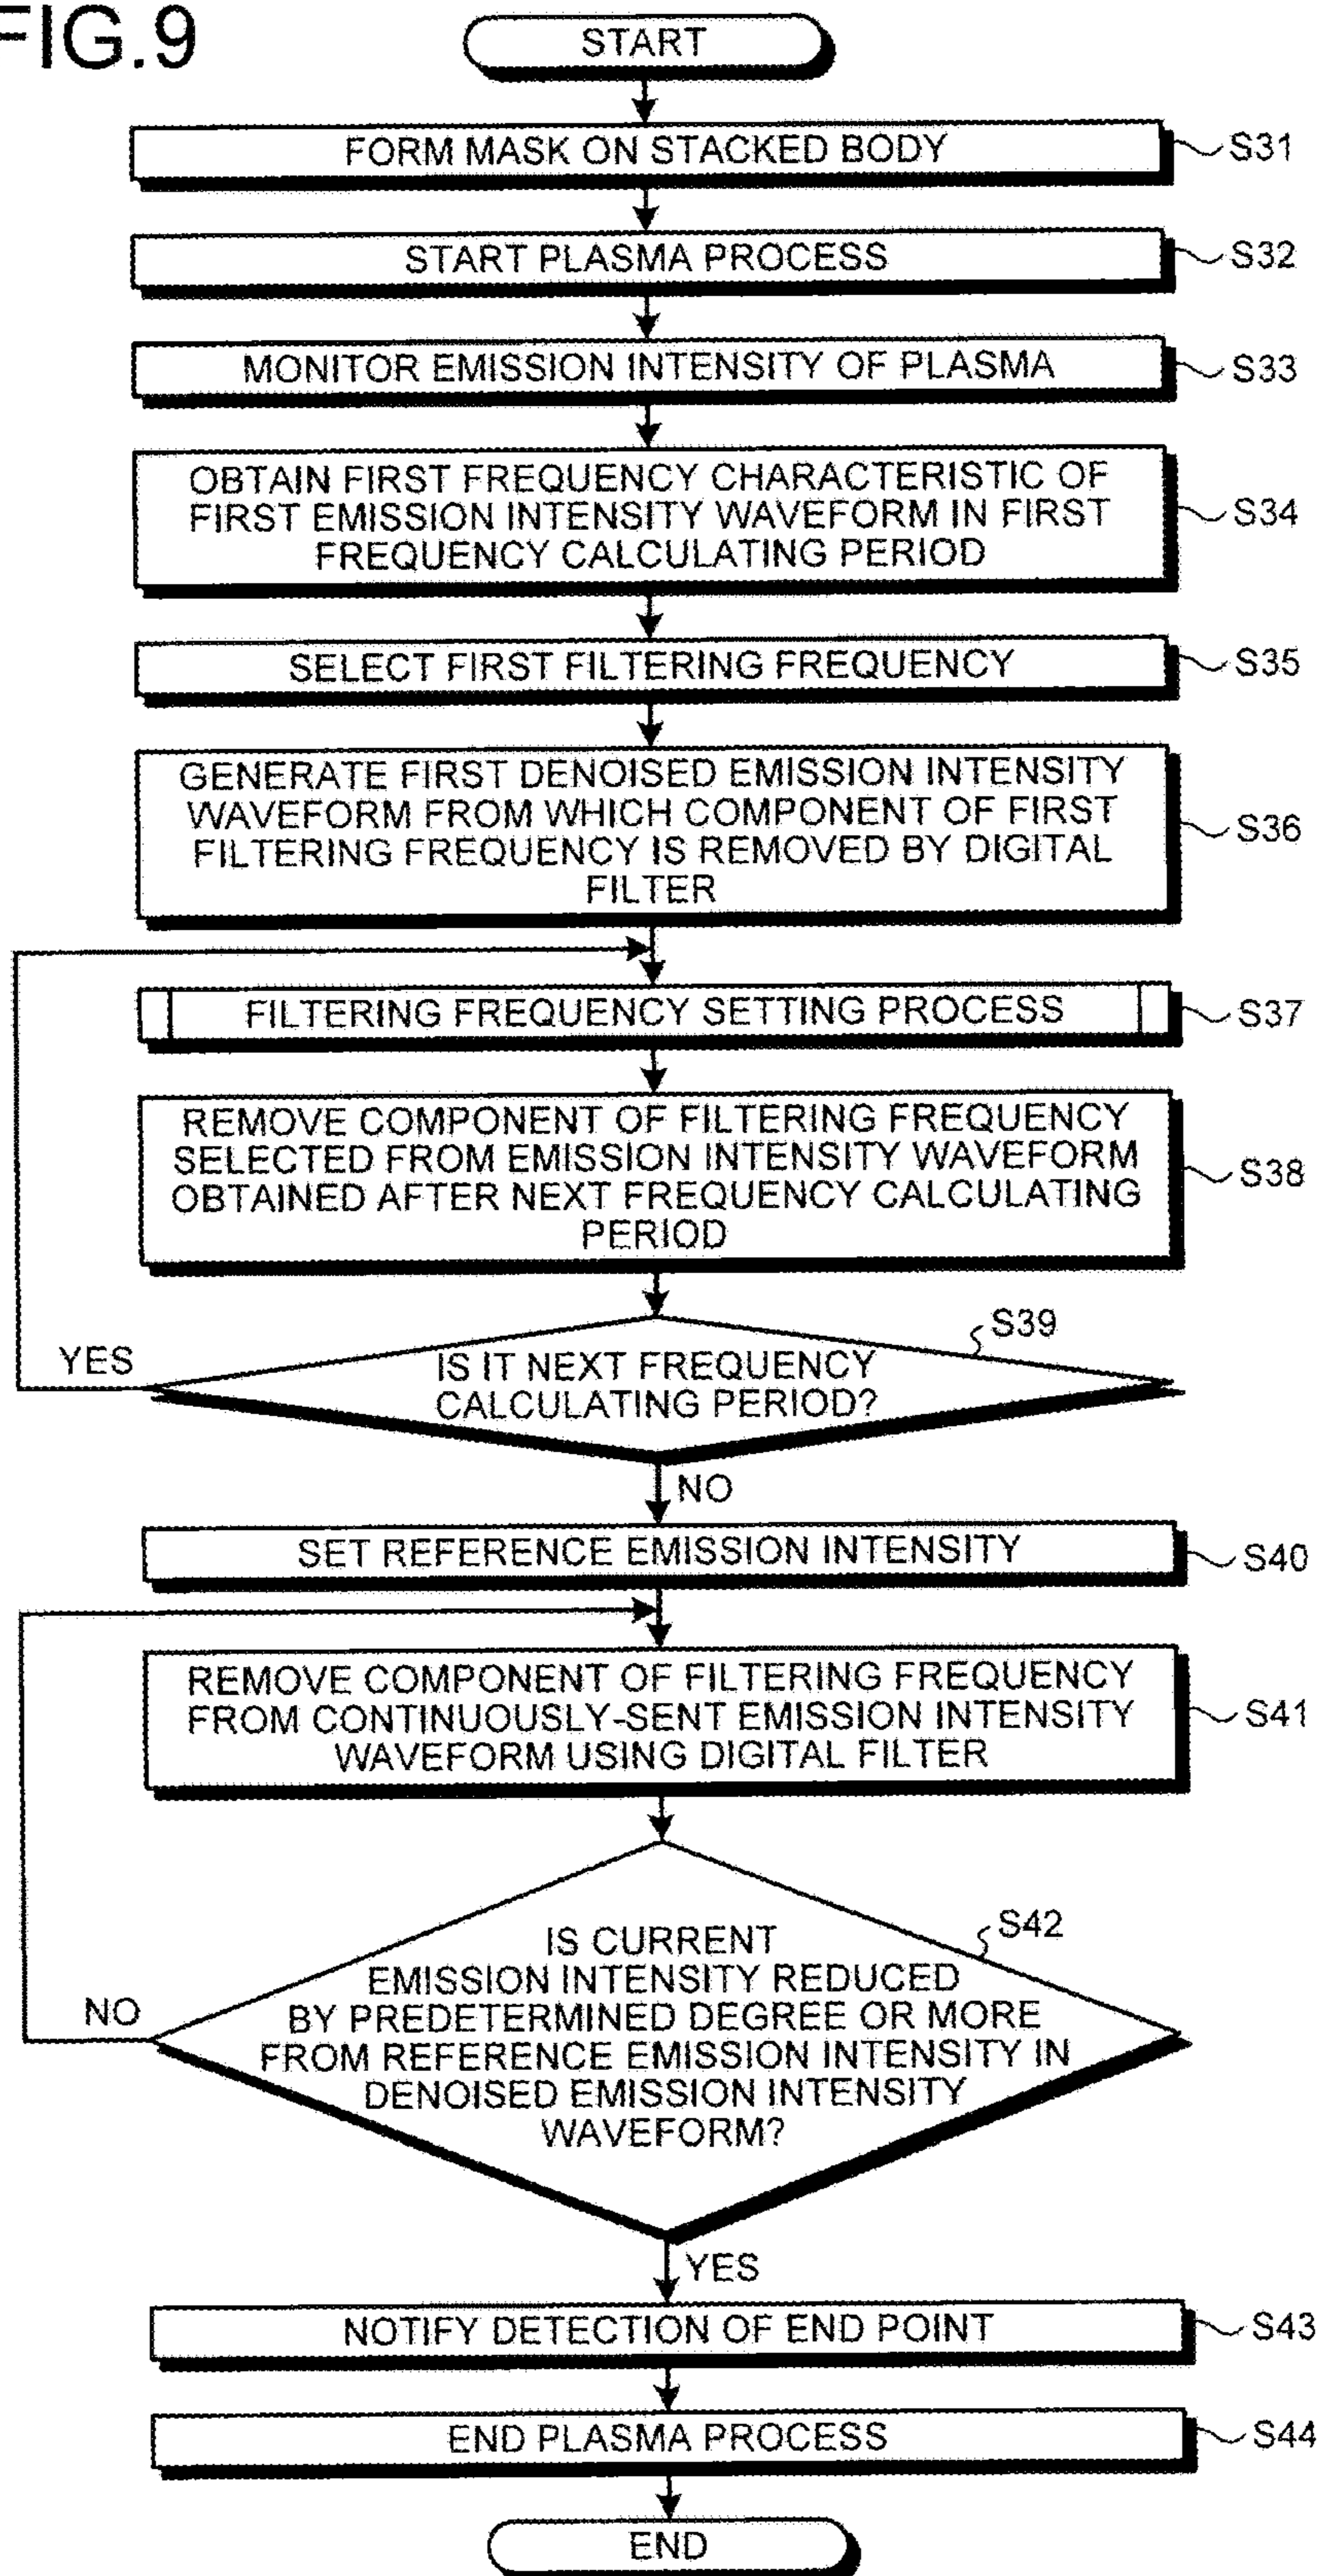 FIG.9
START
FORM MASK ON STACKED BODY
S31
START PLASMA PROCESS
S32
MONITOR EMISSION INTENSITY OF PLASMA
S33
OBTAIN FIRST FREQUENCY CHARACTERISTIC OF
FIRST EMISSION INTENSITY WAVEFORM IN FIRST
FREQUENCY CALCULATING PERIOD
S34
SELECT FIRST FILTERING FREQUENCY
S35
GENERATE FIRST DENOISED EMISSION INTENSITY
WAVEFORM FROM WHICH COMPONENT OF FIRST
FILTERING FREQUENCY IS REMOVED BY DIGITAL
FILTER
S36
FILTERING FREQUENCY SETTING PROCESS
S37
REMOVE COMPONENT OF FILTERING FREQUENCY
SELECTED FROM EMISSION INTENSITY WAVEFORM
OBTAINED AFTER NEXT FREQUENCY CALCULATING
PERIOD
S38
S39
YES
IS IT NEXT FREQUENCY
CALCULATING PERIOD?
NO
SET REFERENCE EMISSION INTENSITY
S40
REMOVE COMPONENT OF FILTERING FREQUENCY
FROM CONTINUOUSLY-SENT EMISSION INTENSITY
WAVEFORM USING DIGITAL FILTER
S41
S42
IS CURRENT
EMISSION INTENSITY REDUCED
BY PREDETERMINED DEGREE OR MORE
FROM REFERENCE EMISSION INTENSITY IN
DENOISED EMISSION INTENSITY
WAVEFORM?
NO
YES
NOTIFY DETECTION OF END POINT
S43
END PLASMA PROCESS
S44
END